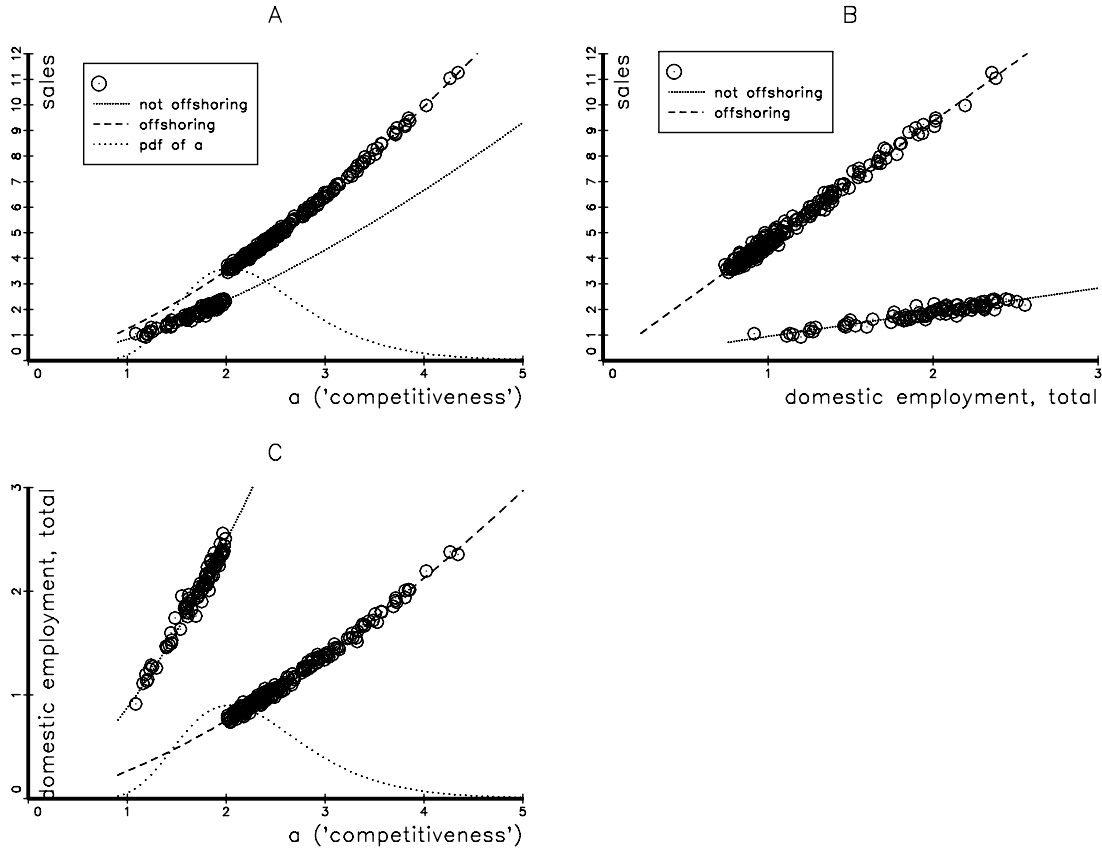 A
sales
12
11
10
9
8
7
6
5
4
3
2
1
0
not offshoring
offshoring
pdf of a
0 1 2 3 4 5
a ('competitiveness')
B
sales
12
11
10
9
8
7
6
5
4
3
2
1
0
not offshoring
offshoring
0 1 2 3
domestic employment, total
C
domestic employment, total
3
2
1
0
0 1 2 3 4 5
a ('competitiveness')